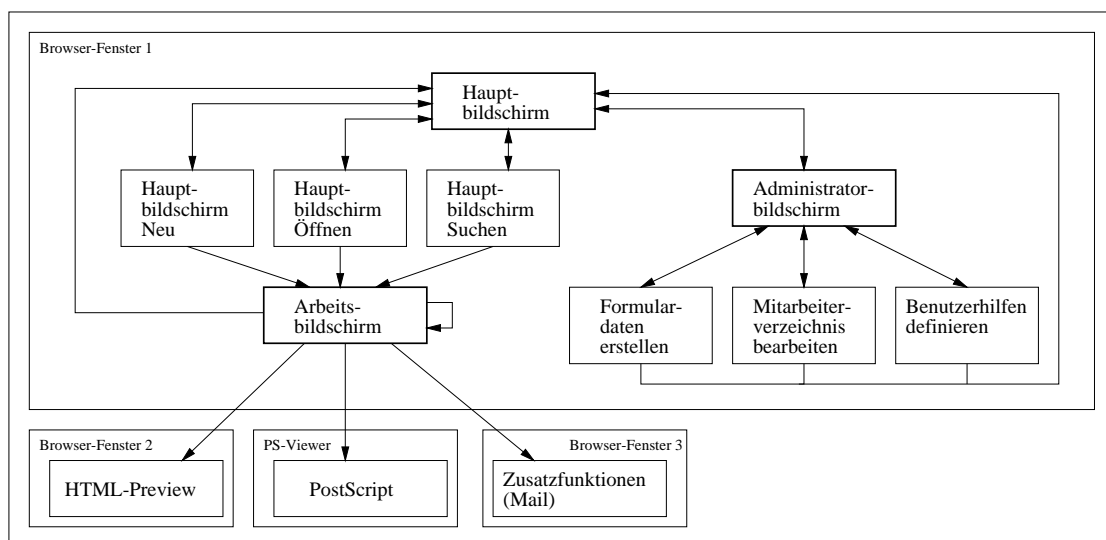 Browser-Fenster 1
Haupt-
bildschirm
Haupt-
bildschirm
Neu
Haupt-
bildschirm
Öffnen
Haupt-
bildschirm
Suchen
Administrator-
bildschirm
Arbeits-
bildschirm
Formular-
daten
erstellen
Mitarbeiter-
verzeichnis
bearbeiten
Benutzerhilfen
definieren
Browser-Fenster 2
HTML-Preview
PS-Viewer
PostScript
Browser-Fenster 3
Zusatzfunktionen
(Mail)